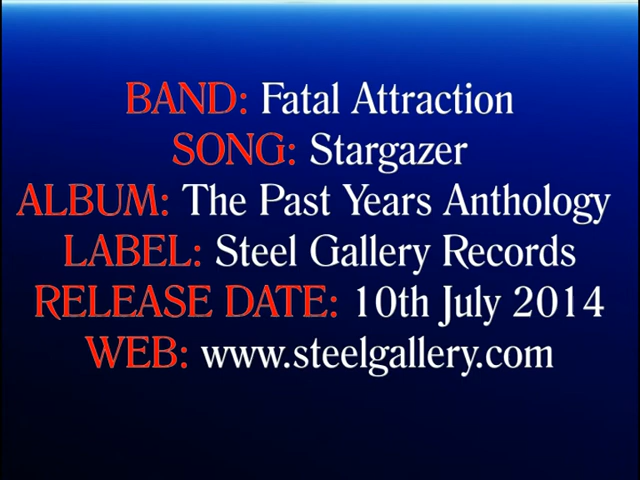 BAND: Fatal Attraction
SONG: Stargazer
ALBUM: The Past Years Anthology
LABEL: Steel Gallery Records
RELEASE DATE: 10th July 2014
WEB: www.steelgallery.com